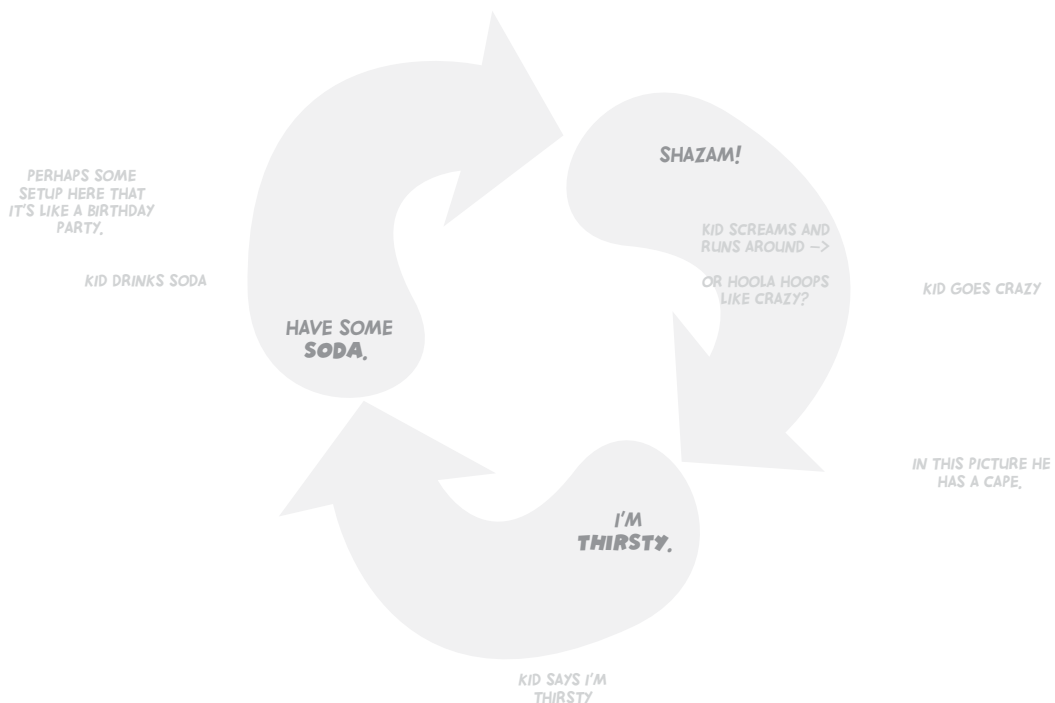 SHAZAM!
PERHAPS SOME
SETUP HERE THAT
IT'S LIKE A BIRTHDAY
PARTY.
KID SCREAMS AND
RUNS AROUND ->
KID DRINKS SODA
OR HOOLA HOOPS
LIKE CRAZY?
KID GOES CRAZY
HAVE SOME
SODA.
IN THIS PICTURE HE
HAS A CAPE.
I'M
THIRSTY.
KID SAYS I'M
THIRSTY